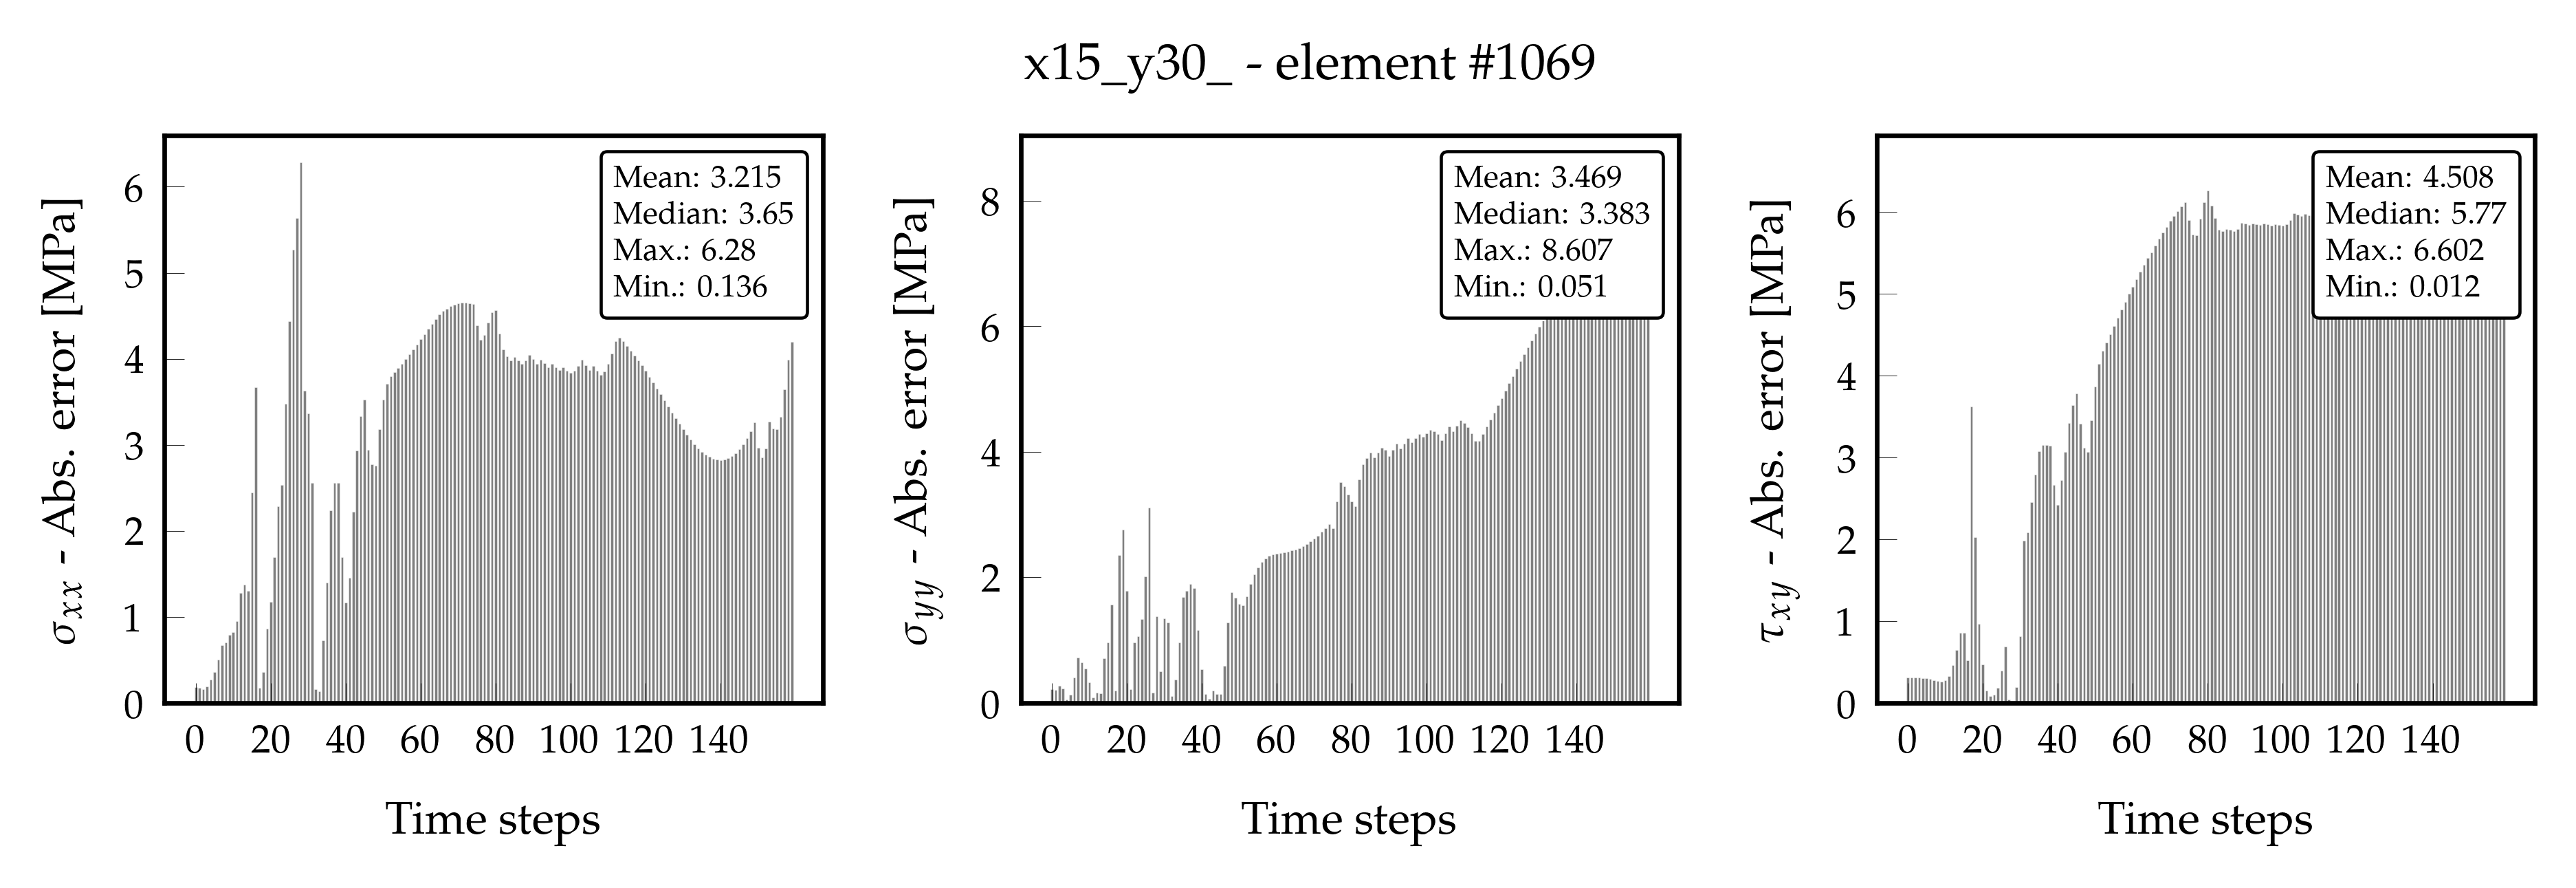 x15_y30_ - element #1069
σxx - Abs. error [MPa]
6
5
4
3
2
1
0
Mean: 3.215
Median: 3.65
Max.: 6.28
Min.: 0.136
0 20 40 60 80 100 120 140
Time steps
σyy - Abs. error [MPa]
8
6
4
2
0
Mean: 3.469
Median: 3.383
Max.: 8.607
Min.: 0.051
0 20 40 60 80 100 120 140
Time steps
τxy - Abs. error [MPa]
6
5
4
3
2
1
0
Mean: 4.508
Median: 5.77
Max.: 6.602
Min.: 0.012
0 20 40 60 80 100 120 140
Time steps